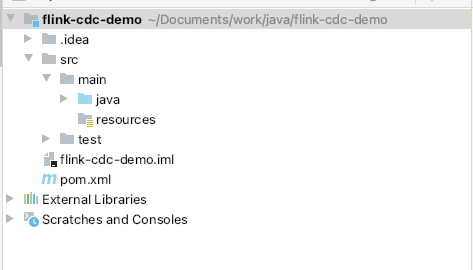 flink-cdc-demo ~/Documents/work/java/flink-cdc-demo
.idea
src
main
java
resources
test
flink-cdc-demo.iml
pom.xml
External Libraries
Scratches and Consoles